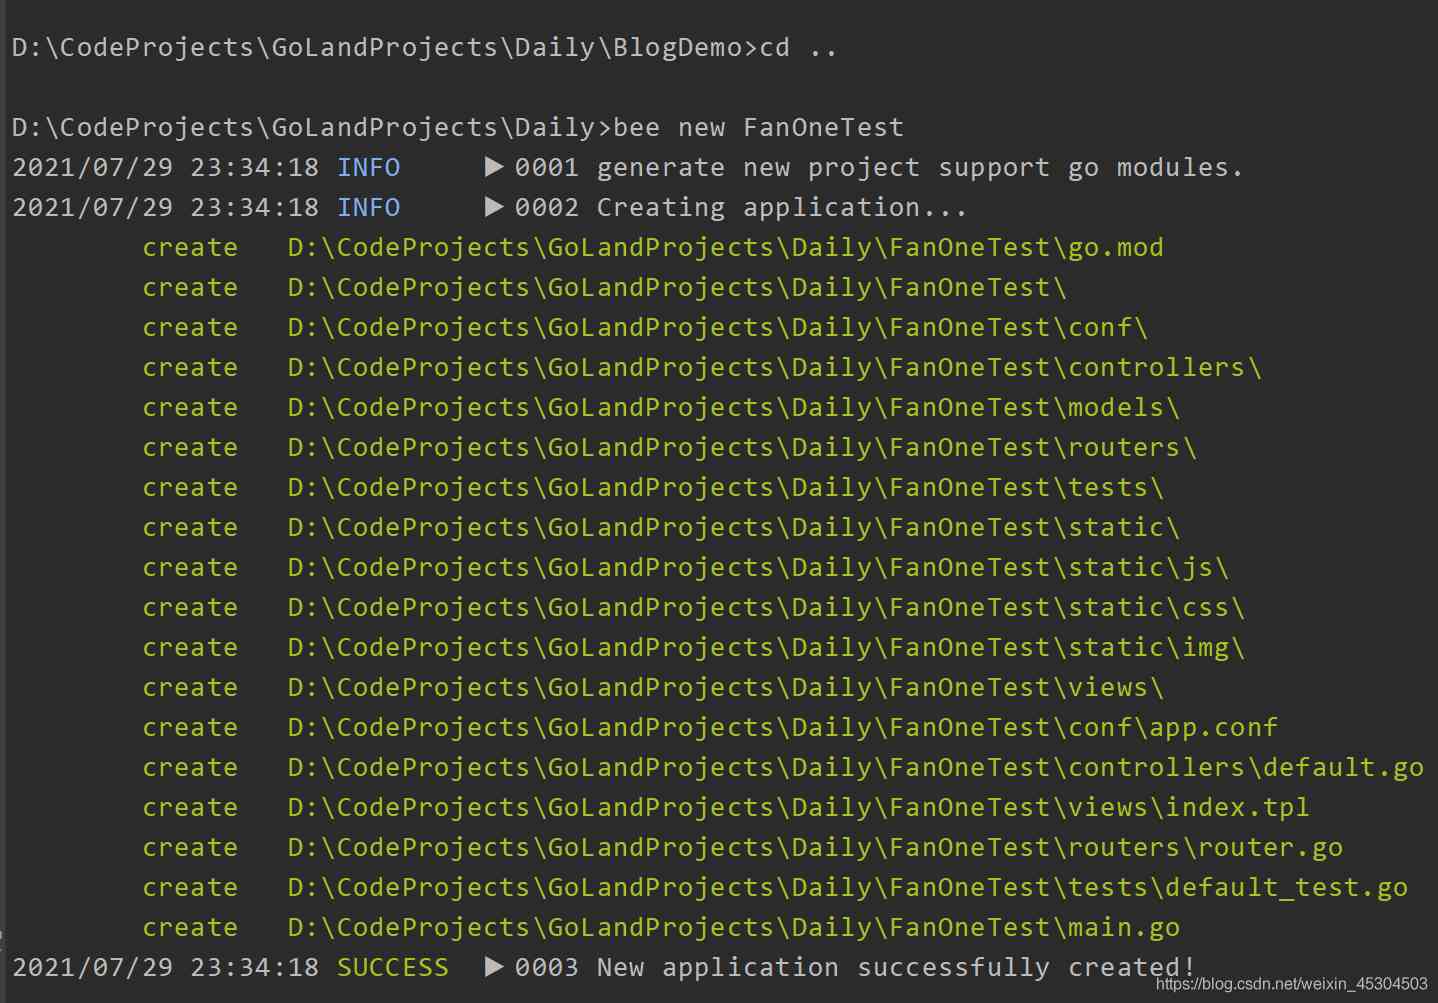 D:\CodeProjects\GoLandProjects\Daily\BlogDemo>cd ..
D:\CodeProjects\GoLandProjects\Daily>bee new FanOneTest
2021/07/29 23:34:18 INFO ▶ 0001 generate new project support go modules.
2021/07/29 23:34:18 INFO ▶ 0002 Creating application...
create D:\CodeProjects\GoLandProjects\Daily\FanOneTest\go.mod
create D:\CodeProjects\GoLandProjects\Daily\FanOneTest\
create D:\CodeProjects\GoLandProjects\Daily\FanOneTest\conf\
create D:\CodeProjects\GoLandProjects\Daily\FanOneTest\controllers\
create D:\CodeProjects\GoLandProjects\Daily\FanOneTest\models\
create D:\CodeProjects\GoLandProjects\Daily\FanOneTest\routers\
create D:\CodeProjects\GoLandProjects\Daily\FanOneTest\tests\
create D:\CodeProjects\GoLandProjects\Daily\FanOneTest\static\
create D:\CodeProjects\GoLandProjects\Daily\FanOneTest\static\js\
create D:\CodeProjects\GoLandProjects\Daily\FanOneTest\static\css\
create D:\CodeProjects\GoLandProjects\Daily\FanOneTest\static\img\
create D:\CodeProjects\GoLandProjects\Daily\FanOneTest\views\
create D:\CodeProjects\GoLandProjects\Daily\FanOneTest\conf\app.conf
create D:\CodeProjects\GoLandProjects\Daily\FanOneTest\controllers\default.go
create D:\CodeProjects\GoLandProjects\Daily\FanOneTest\views\index.tpl
create D:\CodeProjects\GoLandProjects\Daily\FanOneTest\routers\router.go
create D:\CodeProjects\GoLandProjects\Daily\FanOneTest\tests\default_test.go
create D:\CodeProjects\GoLandProjects\Daily\FanOneTest\main.go
2021/07/29 23:34:18 SUCCESS ▶ 0003 New application successfully created!
https://blog.csdn.net/weixin_45304503